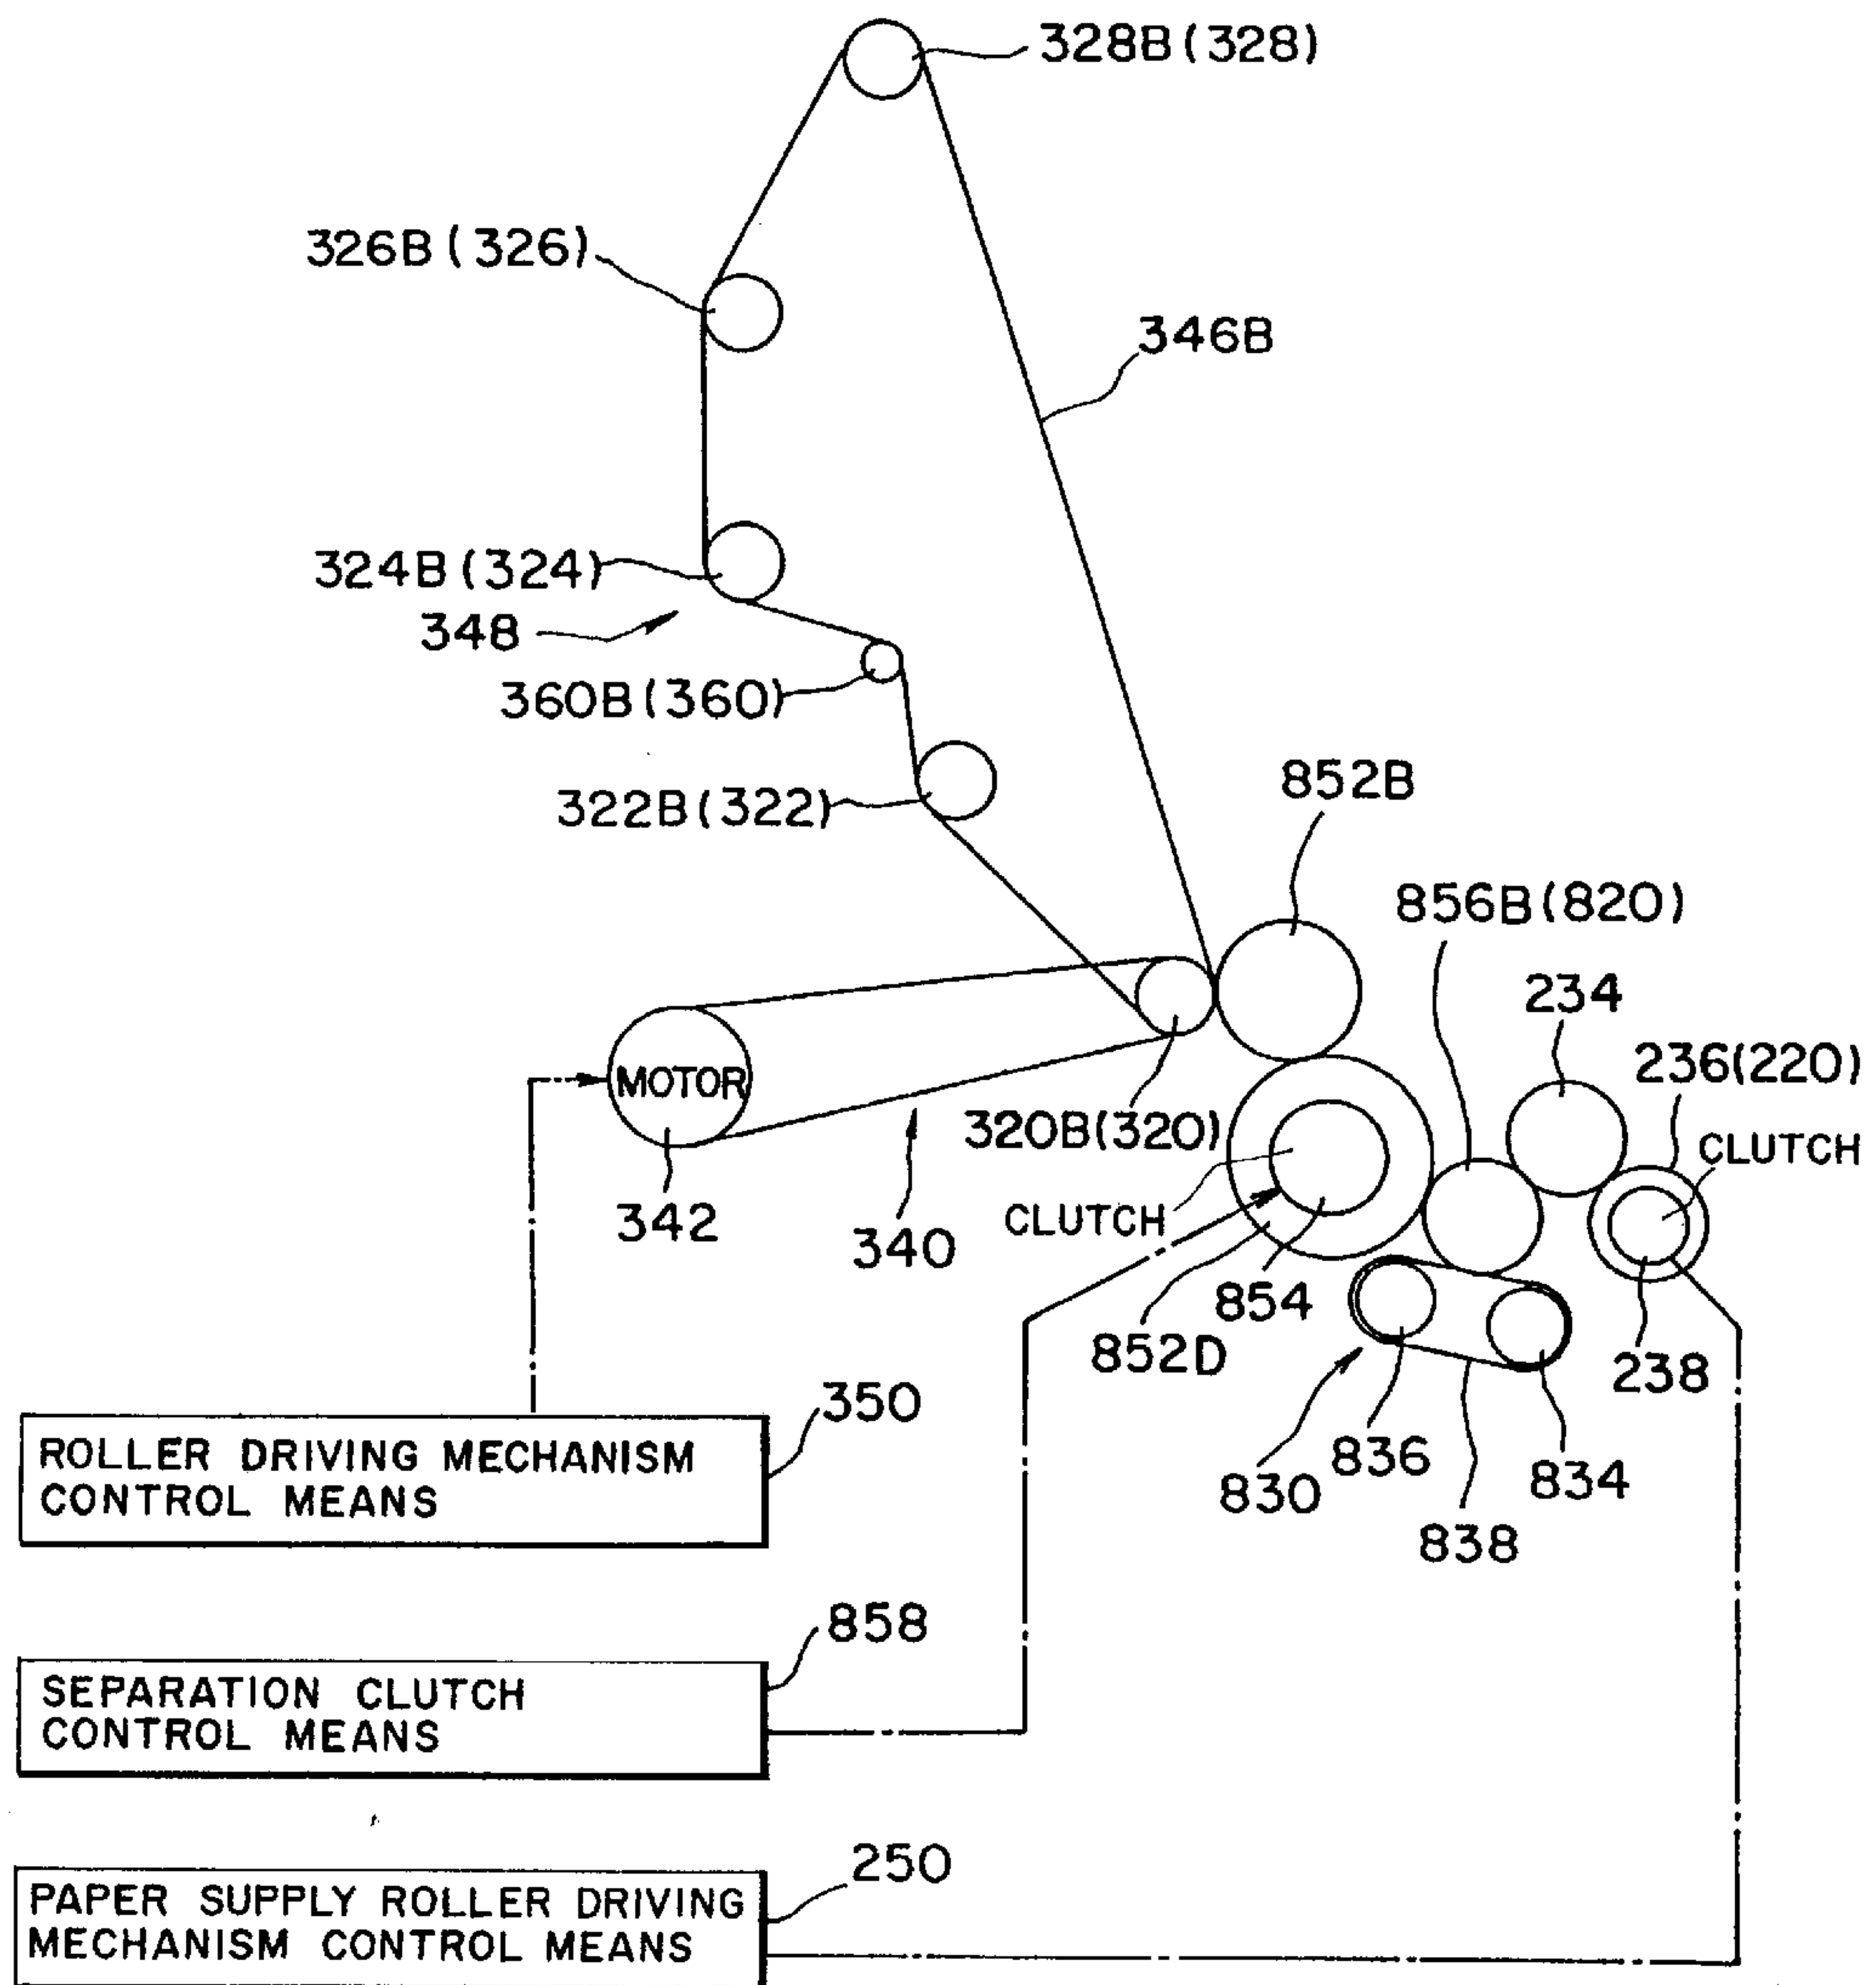 328B(328)
326B(326)
346B
324B(324)
348
360B(360)
322B(322)
852B
856B(820)
234
236(220)
CLUTCH
MOTOR
320B(320)
342
340
CLUTCH
854
852D
238
836
834
830
838
350
ROLLER DRIVING MECHANISM
CONTROL MEANS
858
SEPARATION CLUTCH
CONTROL MEANS
250
PAPER SUPPLY ROLLER DRIVING
MECHANISM CONTROL MEANS